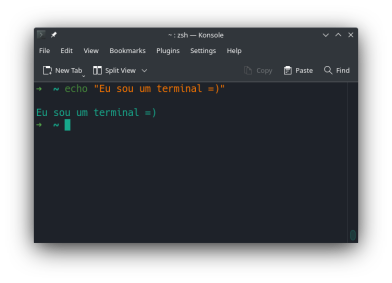 ~ : zsh — Konsole
File Edit View Bookmarks Plugins Settings Help
New Tab Split View Copy Paste Find
➜ ~ echo "Eu sou um terminal =)"
Eu sou um terminal =)
➜ ~